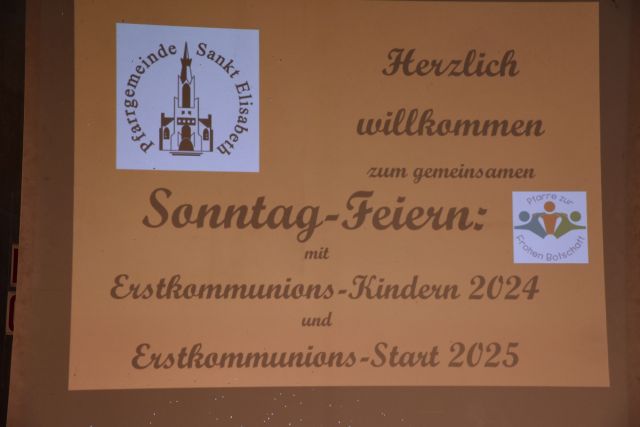 Pfarrgemeinde Sankt Elisabeth
Herzlich
willkommen
zum gemeinsamen
Sonntag-Feiern:
Pfarre zur
Frohen Botschaft
mit
Erstkommunions-Kindern 2024
und
Erstkommunions-Start 2025